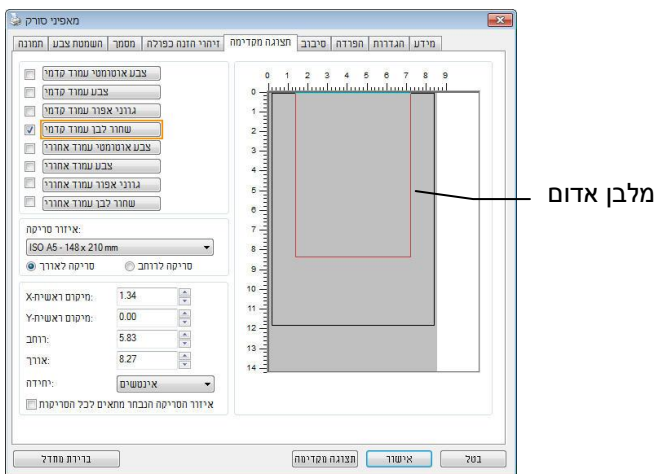 מאפיני סורק
תמונה
השמטת צבע
מסמך
זיהוי הזנה כפולה
תצוגה מקדימה
סיבוב
הפרדה
הגדרות
מידע
צבע אוטומטי עמוד קדמי
צבע עמוד קדמי
גווני אפור עמוד קדמי
שחור לבן עמוד קדמי
צבע אוטומטי עמוד אחורי
צבע עמוד אחורי
גווני אפור עמוד אחורי
שחור לבן עמוד אחורי
איזור סריקה:
ISO A5 - 148 x 210 mm
סריקה לאורך
סריקה לרוחב
X-מיקום ראשית:
1.34
Y-מיקום ראשית:
0.00
רוחב:
5.83
אורך:
8.27
יחידה:
אינטשים
איזור הסריקה הנבחר מתאים לכל הסריקות
0 1 2 3 4 5 6 7 8 9
0
1
2
3
4
5
6
7
8
9
10
11
12
13
14
מלבן אדום
ברירת מחדל
תצוגה מקדימה
אישור
בטל